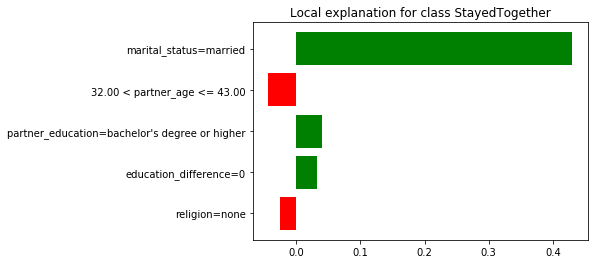 Local explanation for class StayedTogether
marital_status=married
32.00 < partner_age <= 43.00
partner_education=bachelor's degree or higher
education_difference=0
religion=none
0.0 0.1 0.2 0.3 0.4